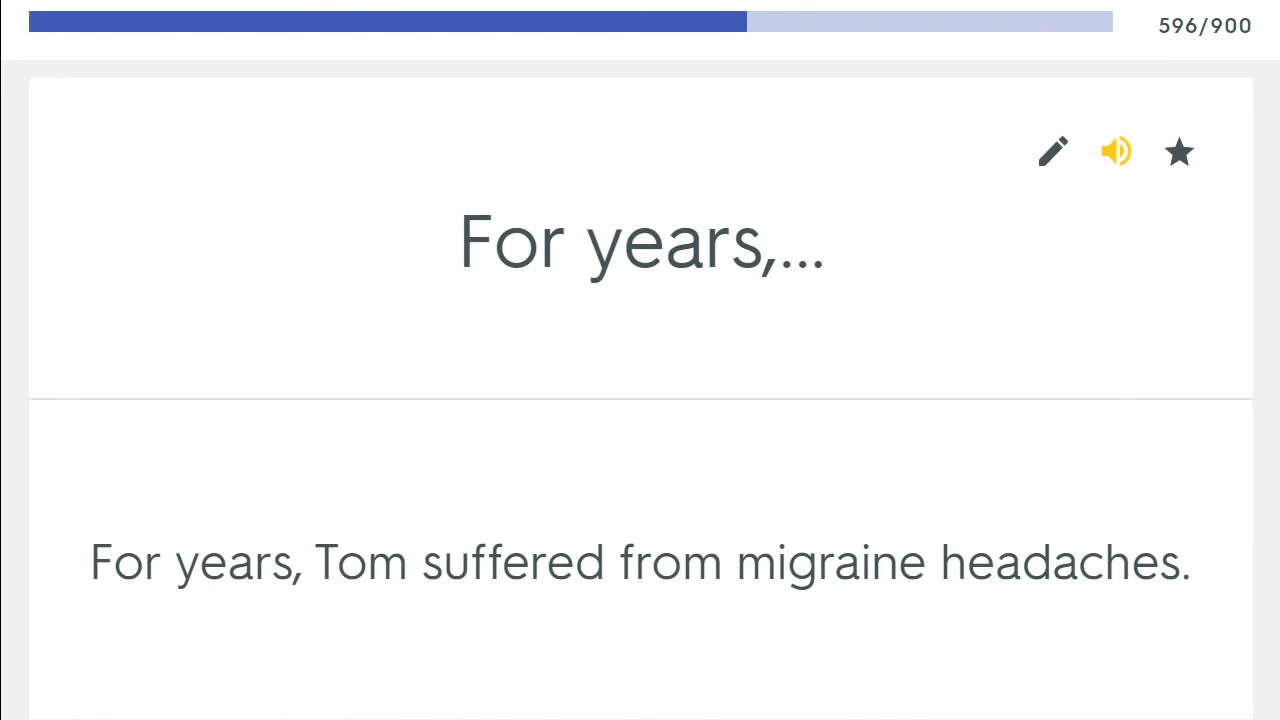 596/900
For years,...
For years, Tom suffered from migraine headaches.